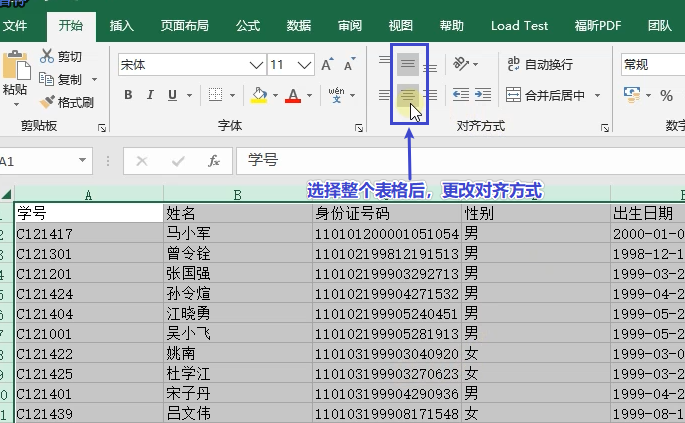 文件 开始 插入 页面布局 公式 数据 审阅 视图 帮助 Load Test 福昕PDF 团队
剪切 宋体 11 A A ab 自动换行 常规
复制
粘贴 格式刷 B I U A wén 文 合并后居中 %
剪贴板 字体 对齐方式 数字
A1 fx 学号
选择整个表格后，更改对齐方式
A B C D
1 学号 姓名 身份证号码 性别 出生日期
2 C121417 马小军 110101200001051054 男 2000-01-0
3 C121301 曾令铨 110102199812191513 男 1998-12-1
4 C121201 张国强 110102199903292713 男 1999-03-2
5 C121424 孙令煊 110102199904271532 男 1999-04-2
6 C121404 江晓勇 110102199905240451 男 1999-05-2
7 C121001 吴小飞 110102199905281913 男 1999-05-2
8 C121422 姚南 110103199903040920 女 1999-03-0
9 C121425 杜学江 110103199903270623 女 1999-03-2
0 C121401 宋子丹 110103199904290936 男 1999-04-2
1 C121439 吕文伟 110103199908171548 女 1999-08-1